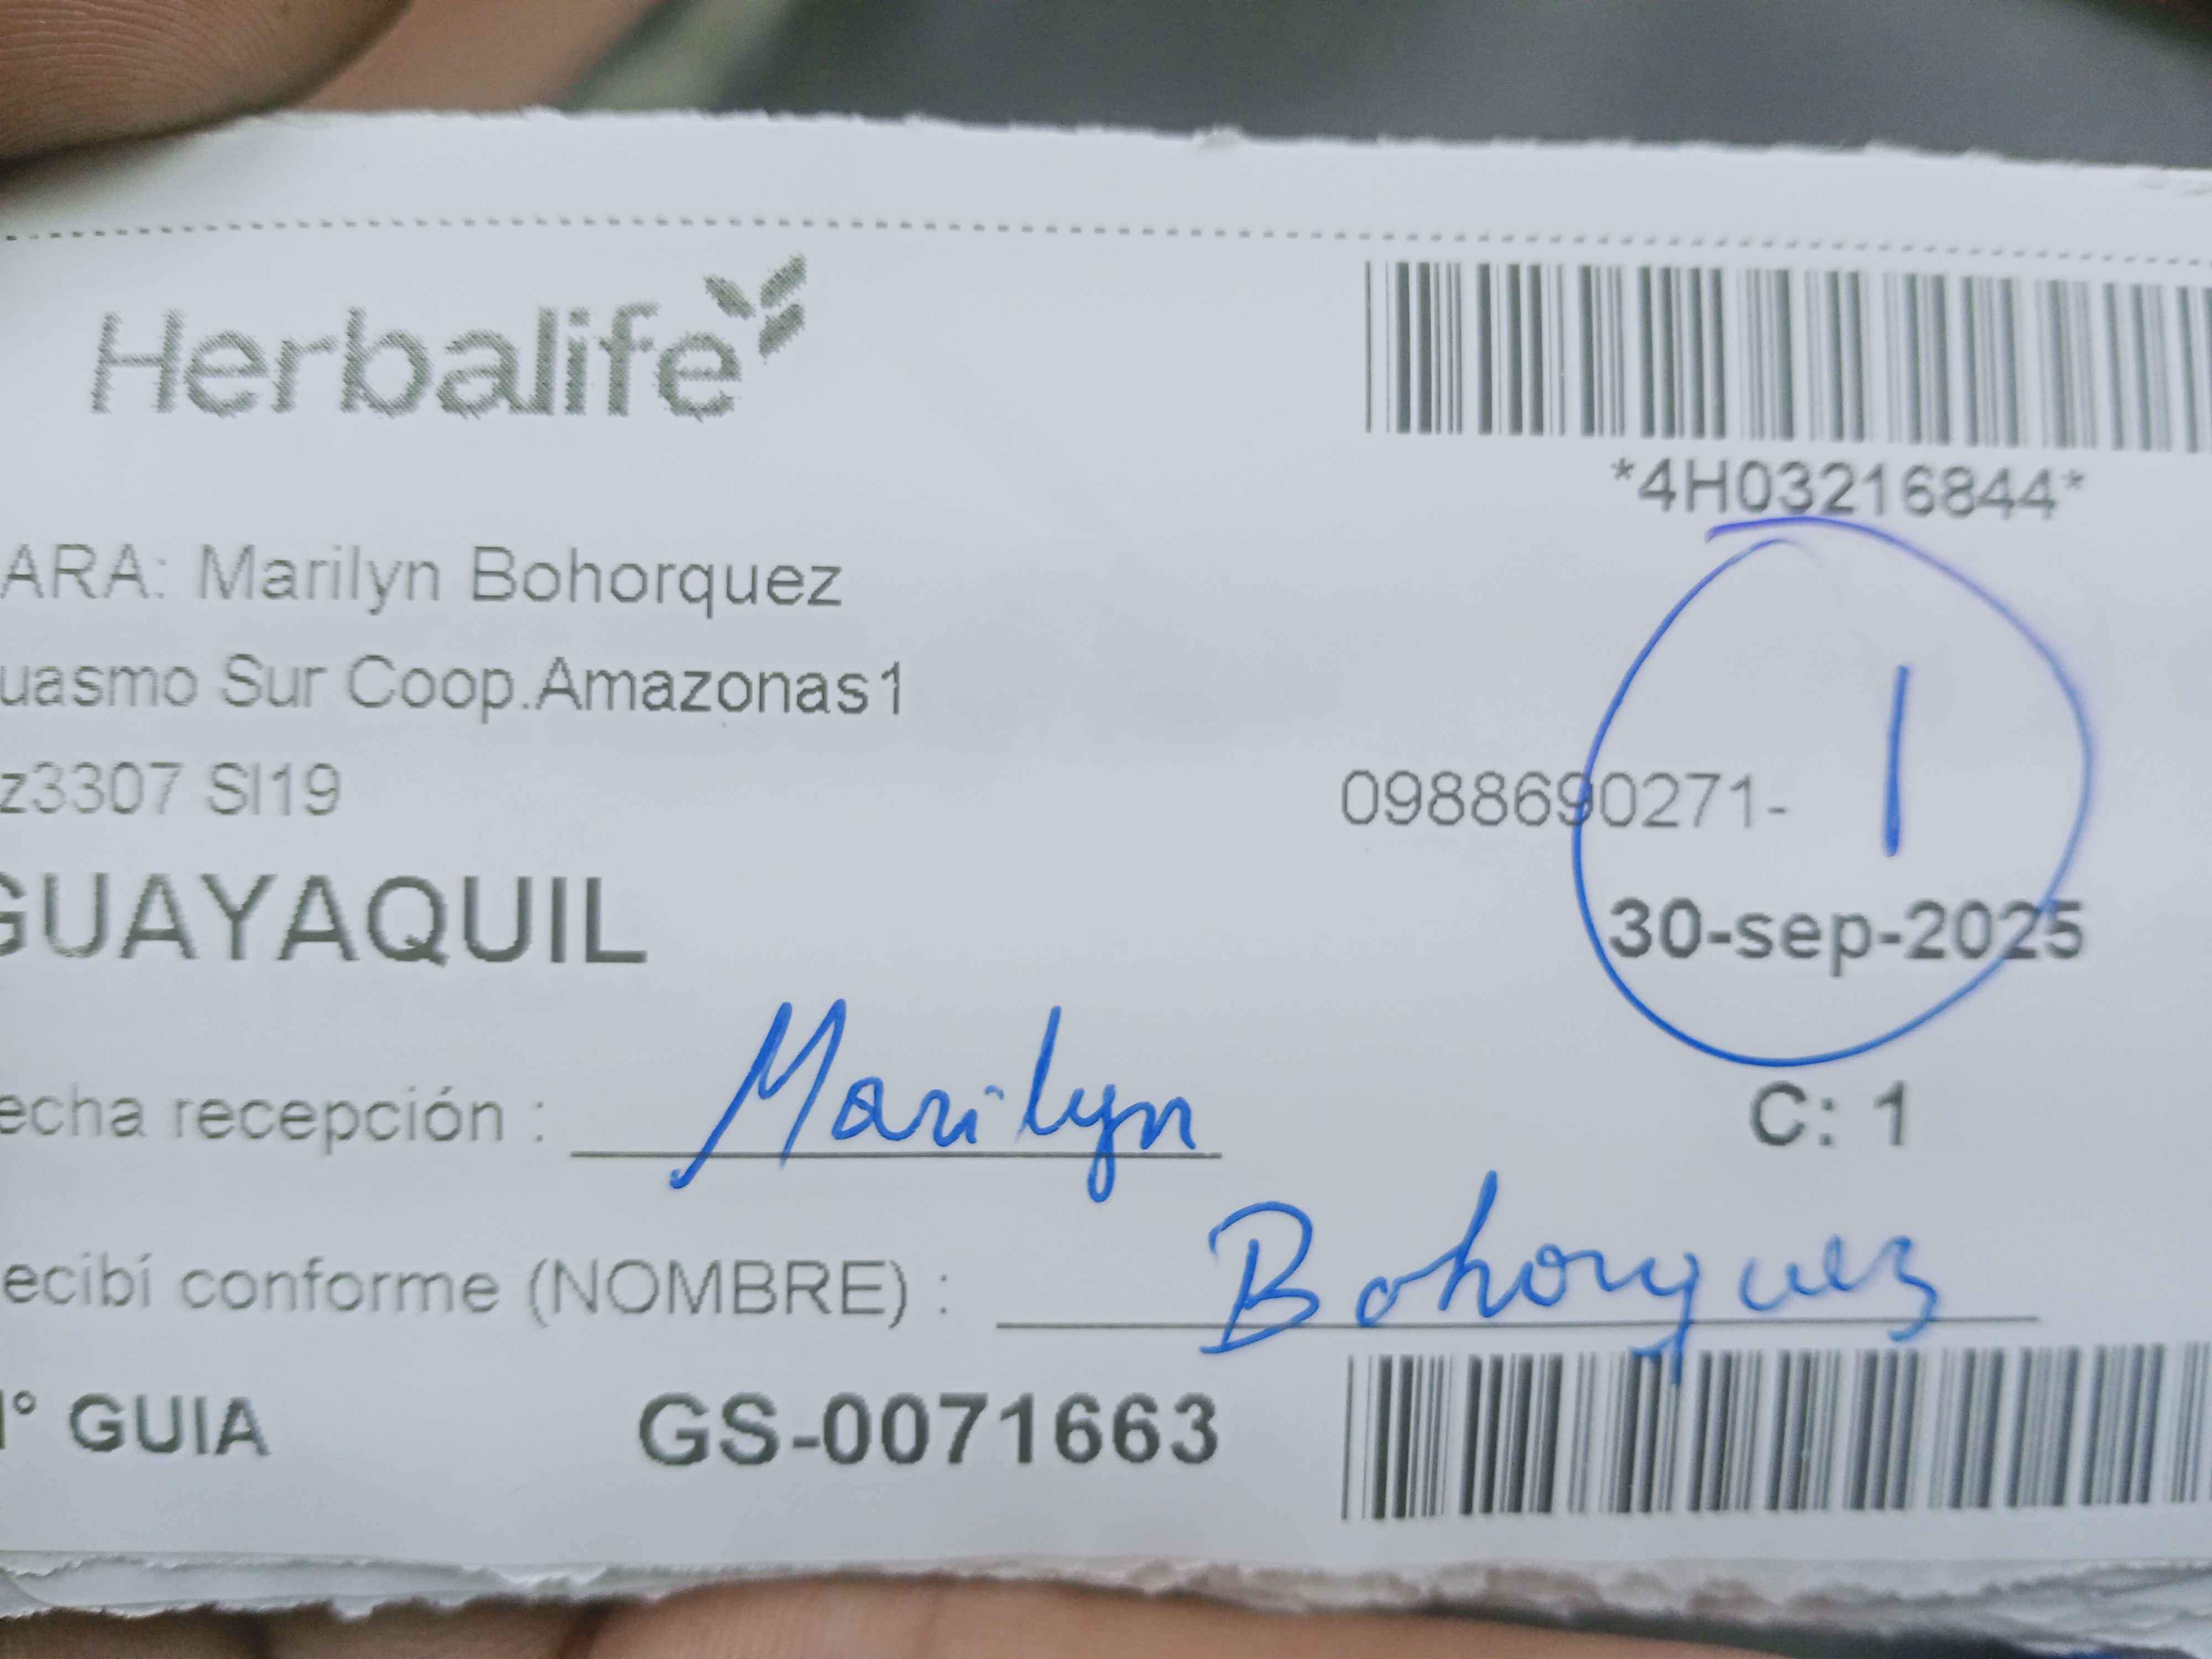 Herbalife
*4H03216844*
ARA: Marilyn Bohorquez
uasmo Sur Coop.Amazonas1
z3307 Sl19
0988690271-
1
GUAYAQUIL
30-sep-2025
echa recepción : Marilyn
C: 1
ecibí conforme (NOMBRE) : Bohorquez
N° GUIA GS-0071663